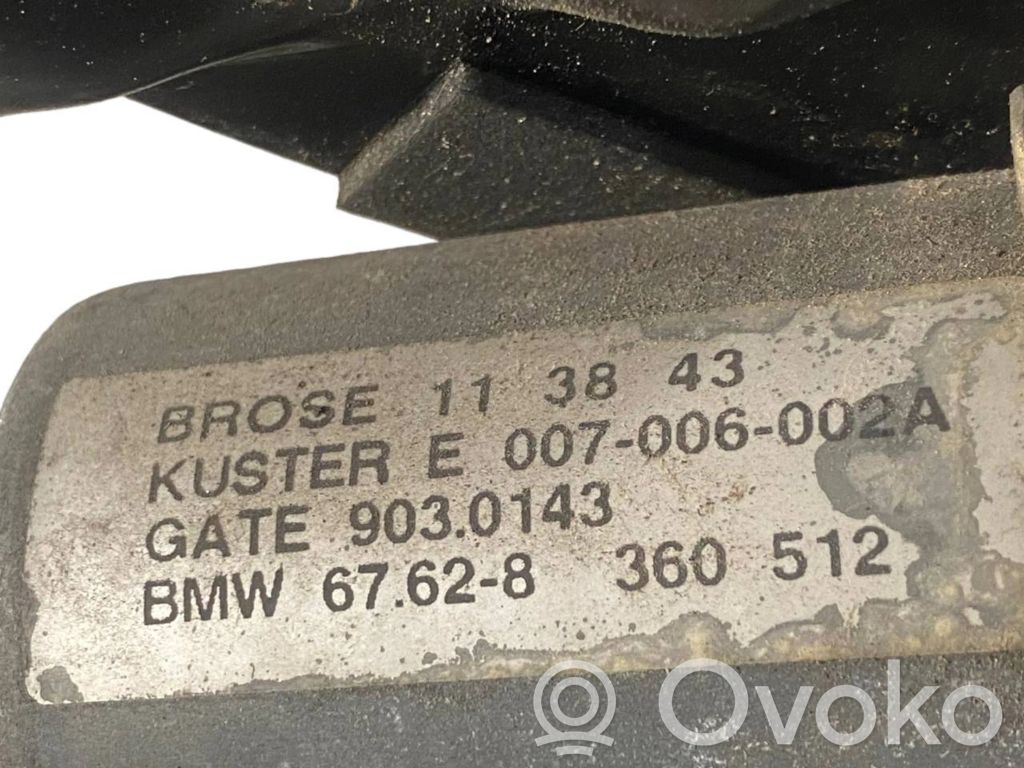 BROSE 11 38 43
KUSTER E 007-006-002A
GATE 903.0143
BMW 67.62-8 360 512
Ovoko